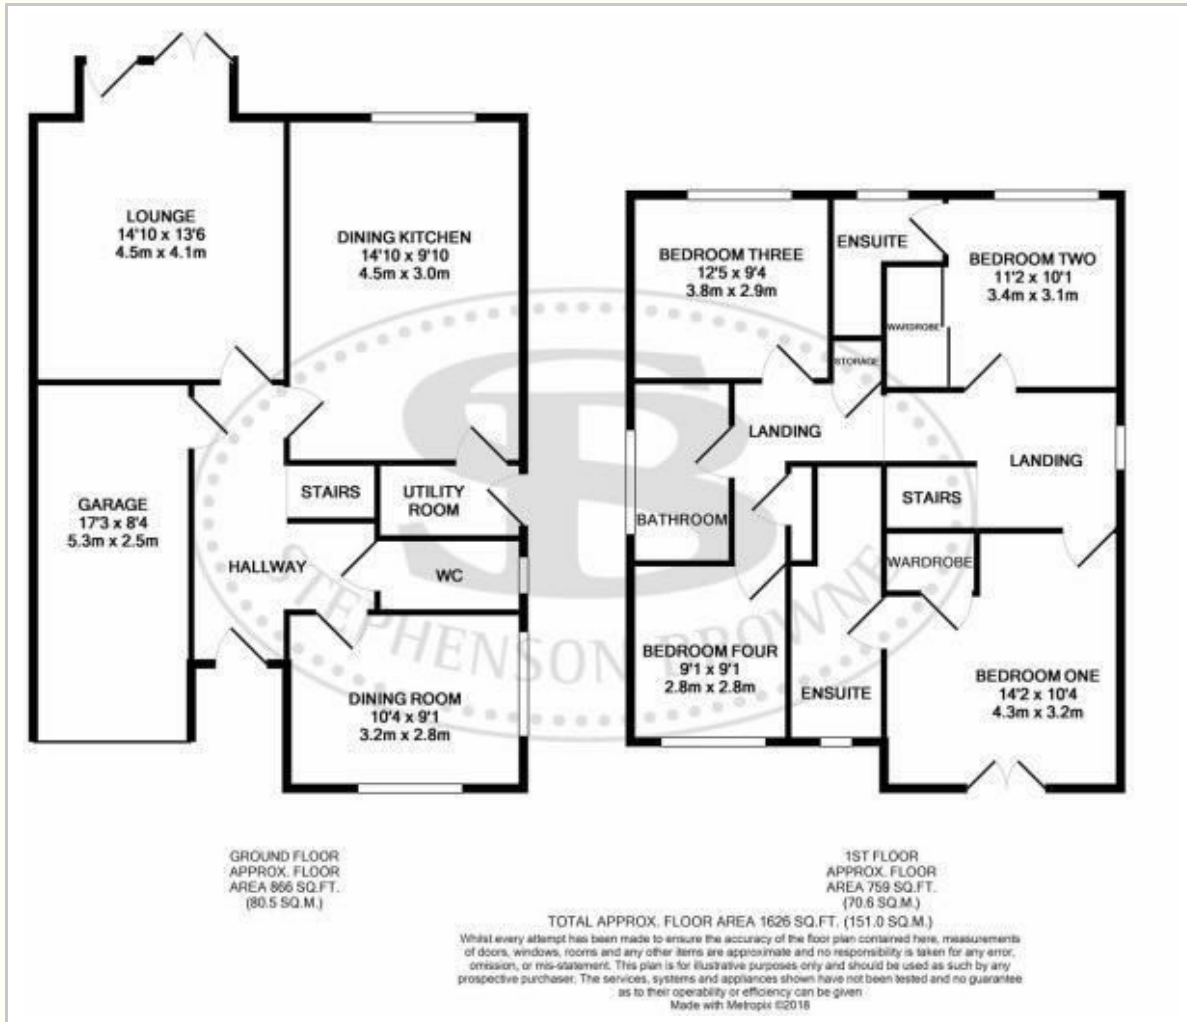 LOUNGE
14'10 x 13'6
4.5m x 4.1m
DINING KITCHEN
14'10 x 9'10
4.5m x 3.0m
GARAGE
17'3 x 8'4
5.3m x 2.5m
STAIRS
UTILITY
ROOM
HALLWAY
WC
DINING ROOM
10'4 x 9'1
3.2m x 2.8m
BEDROOM THREE
12'5 x 9'4
3.8m x 2.9m
ENSUITE
BEDROOM TWO
11'2 x 10'1
3.4m x 3.1m
WARDROBE
STORAGE
LANDING
LANDING
STAIRS
BATHROOM
WARDROBE
BEDROOM FOUR
9'1 x 9'1
2.8m x 2.8m
ENSUITE
BEDROOM ONE
14'2 x 10'4
4.3m x 3.2m
SB
STEPHENSON BROWNE
GROUND FLOOR
APPROX. FLOOR
AREA 866 SQ.FT.
(80.5 SQ.M.)
1ST FLOOR
APPROX. FLOOR
AREA 759 SQ.FT.
(70.6 SQ.M.)
TOTAL APPROX. FLOOR AREA 1626 SQ.FT. (151.0 SQ.M.)
Whilst every attempt has been made to ensure the accuracy of the floor plan contained here, measurements
of doors, windows, rooms and any other items are approximate and no responsibility is taken for any error,
omission, or mis-statement. This plan is for illustrative purposes only and should be used as such by any
prospective purchaser. The services, systems and appliances shown have not been tested and no guarantee
as to their operability or efficiency can be given
Made with Metropix ©2018